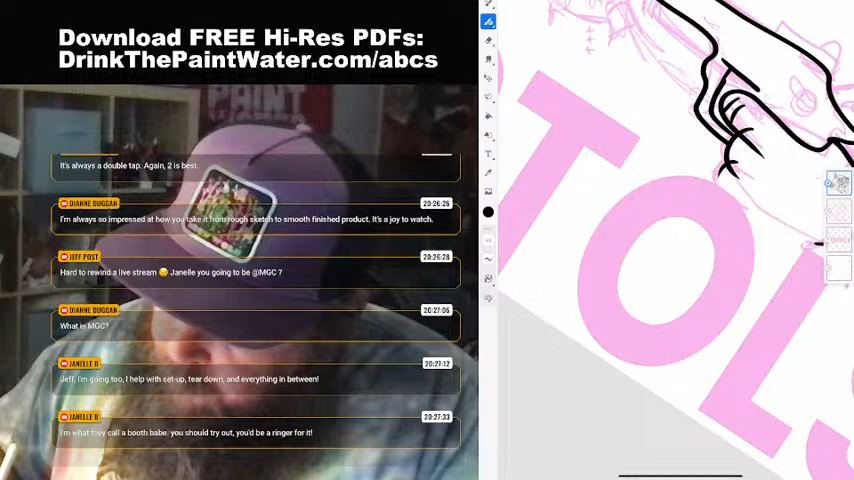 Download FREE Hi-Res PDFs:
DrinkThePaintWater.com/abcs
PAINT
It's always a double tap. Again, 2 is best.
DIANNE DUGGAN 20:26:26
I'm always so impressed at how you take it from rough sketch to smooth finished product. It's a joy to watch.
JEFF POST 20:26:28
Hard to rewind a live stream 😉 Janelle you going to be @MGC ?
DIANNE DUGGAN 20:27:05
What is MGC?
JANELLE B 20:27:12
Jeff, I'm going too, I help with set-up, tear down, and everything in between!
JANELLE B 20:27:33
I'm what they call a booth babe. you should try out, you'd be a ringer for it!
TOL